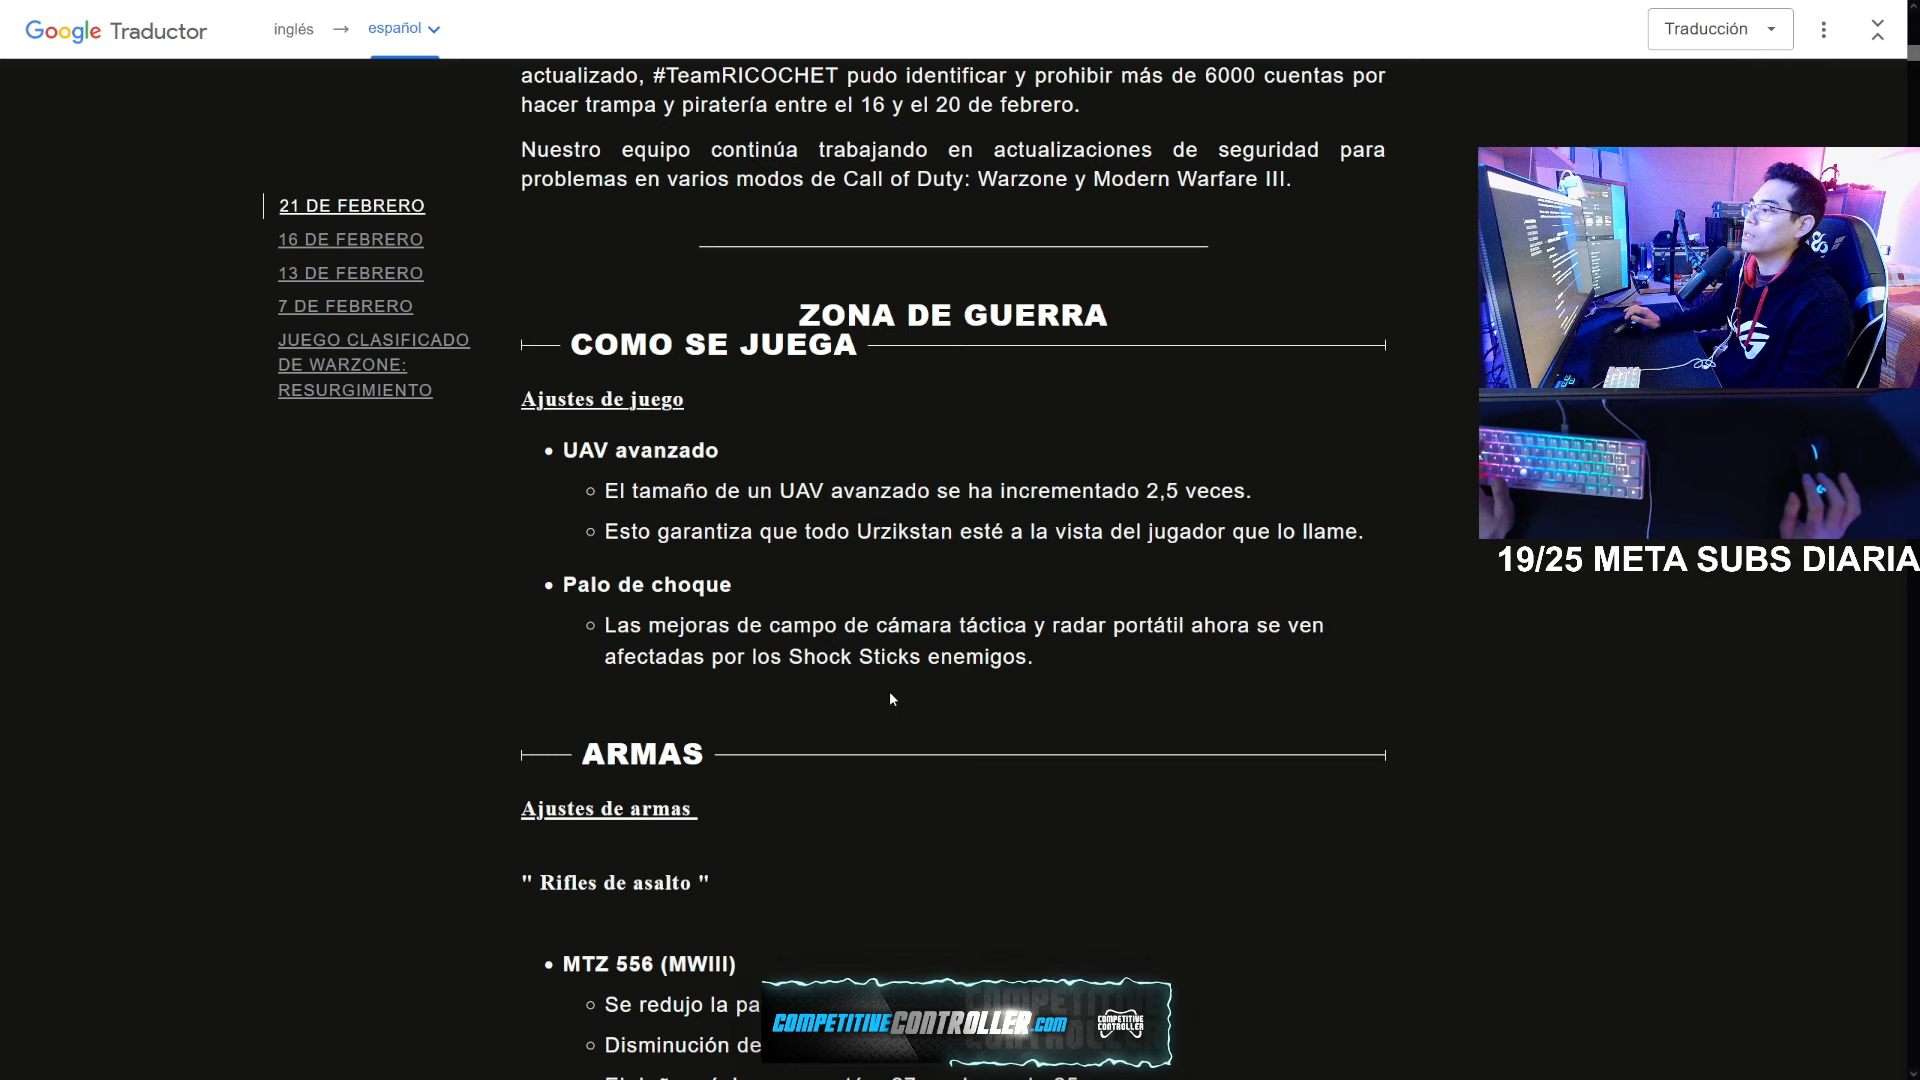 Google Traductor
inglés → español
Traducción
actualizado, #TeamRICOCHET pudo identificar y prohibir más de 6000 cuentas por
hacer trampa y piratería entre el 16 y el 20 de febrero.
Nuestro equipo continúa trabajando en actualizaciones de seguridad para
problemas en varios modos de Call of Duty: Warzone y Modern Warfare III.
21 DE FEBRERO
16 DE FEBRERO
13 DE FEBRERO
7 DE FEBRERO
JUEGO CLASIFICADO
DE WARZONE:
RESURGIMIENTO
ZONA DE GUERRA
COMO SE JUEGA
Ajustes de juego
• UAV avanzado
○ El tamaño de un UAV avanzado se ha incrementado 2,5 veces.
○ Esto garantiza que todo Urzikstan esté a la vista del jugador que lo llame.
• Palo de choque
○ Las mejoras de campo de cámara táctica y radar portátil ahora se ven
afectadas por los Shock Sticks enemigos.
19/25 META SUBS DIARIA
ARMAS
Ajustes de armas
" Rifles de asalto "
• MTZ 556 (MWIII)
○ Se redujo la pa
○ Disminución de
COMPETITIVECONTROLLER.COM
COMPETITIVE
CONTROLLER